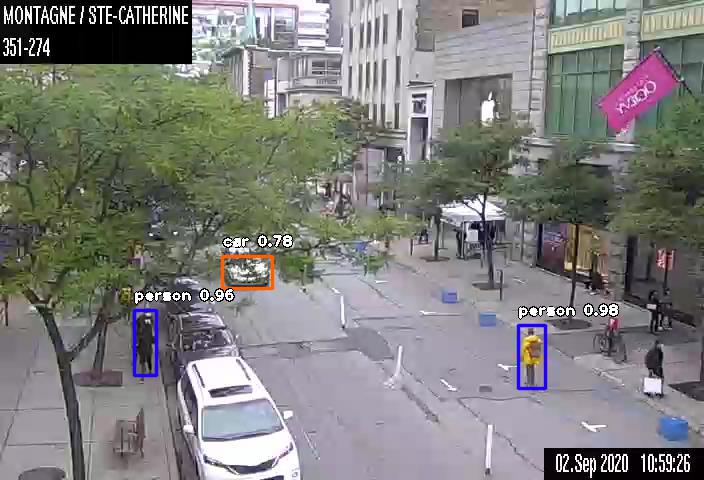 MONTAGNE / STE-CATHERINE
351-274
car 0.78
person 0.96
person 0.98
OGILVY
02.Sep 2020 10:59:26